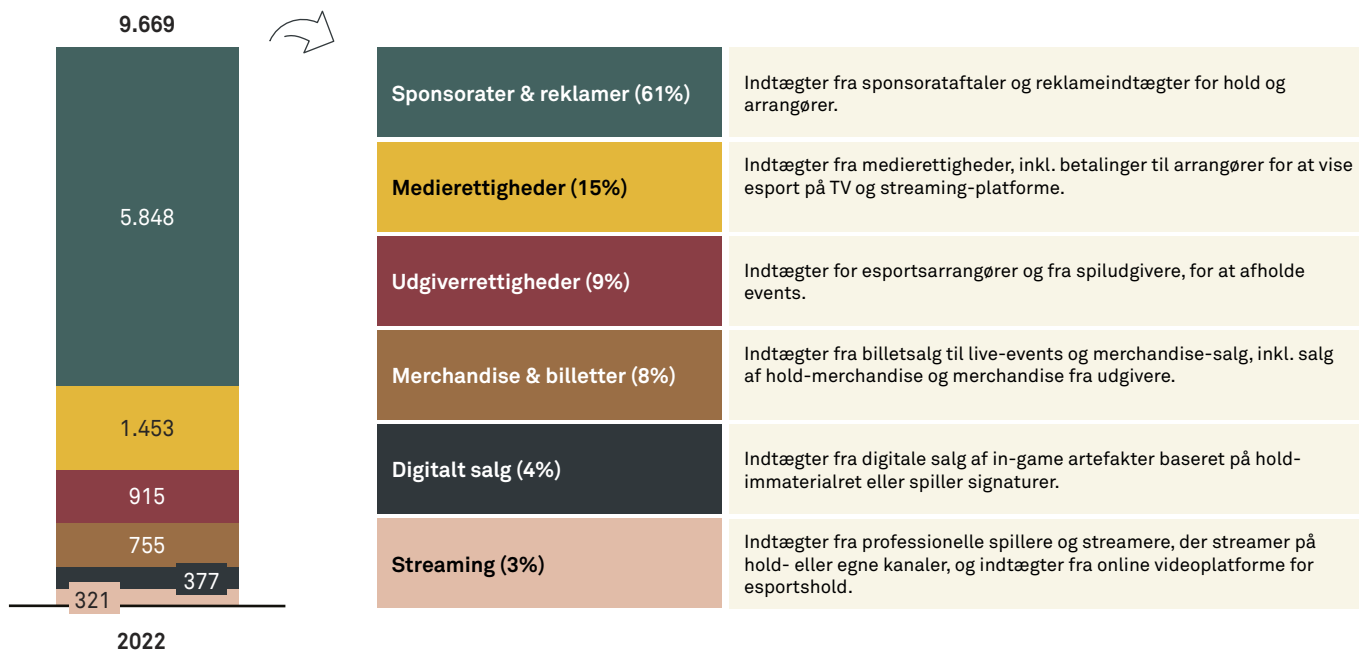 9.669
5.848
1.453
915
755
377
321
2022
Sponsorater & reklamer (61%)
Indtægter fra sponsorataftaler og reklameindtægter for hold og
arrangører.
Medierettigheder (15%)
Indtægter fra medierettigheder, inkl. betalinger til arrangører for at vise
esport på TV og streaming-platforme.
Udgiverrettigheder (9%)
Indtægter for esportsarrangører og fra spiludgivere, for at afholde
events.
Merchandise & billetter (8%)
Indtægter fra billetsalg til live-events og merchandise-salg, inkl. salg
af hold-merchandise og merchandise fra udgivere.
Digitalt salg (4%)
Indtægter fra digitale salg af in-game artefakter baseret på hold-
immaterialret eller spiller signaturer.
Streaming (3%)
Indtægter fra professionelle spillere og streamere, der streamer på
hold- eller egne kanaler, og indtægter fra online videoplatforme for
esportshold.